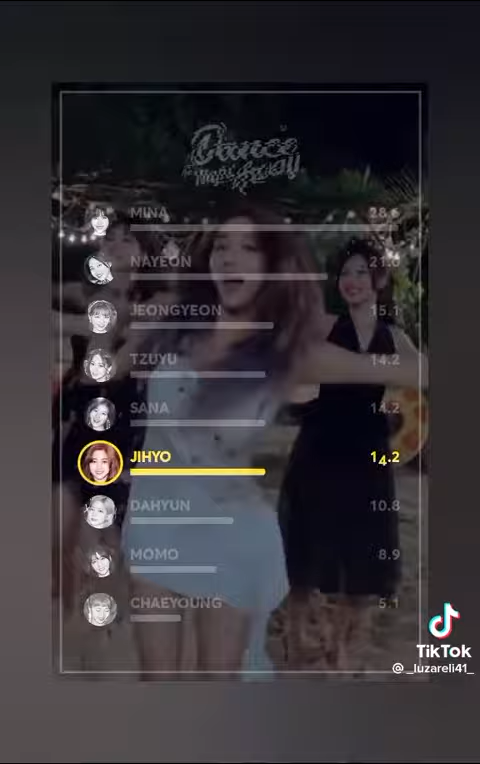 Dance
The Night Away
MINA 28.6
NAYEON 21.0
JEONGYEON 15.1
TZUYU 14.2
SANA 14.2
JIHYO 14.2
DAHYUN 10.8
MOMO 8.9
CHAEYOUNG 5.1
TikTok
@_luzareli41_